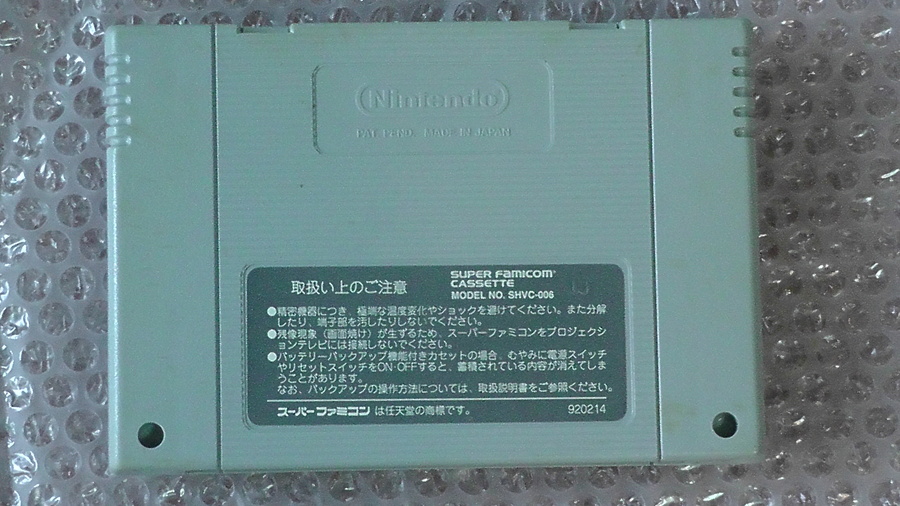 Nintendo
PAT. PEND. MADE IN JAPAN
取扱い上のご注意
SUPER FAMICOM
CASSETTE
MODEL NO. SHVC-006
●精密機器につき、極端な温度変化やショックを避けてください。また分解
したり、端子部を汚したりしないでください。
●残像現象（画面焼け）が生ずるため、スーパーファミコンをプロジェクシ
ョンテレビには接続しないでください。
●バッテリーバックアップ機能付きカセットの場合、むやみに電源スイッチ
やリセットスイッチをON・OFFすると、蓄積されている内容が消えてしま
うことがあります。
なお、バックアップの操作方法については、取扱説明書をご参照ください。
スーパーファミコン は任天堂の商標です。
920214